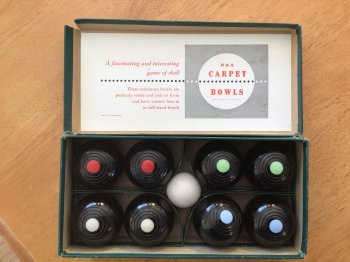 A fascinating and interesting
game of skill
These miniature bowls are
perfectly made and true to form
and have correct bias as
in full sized bowls
B&A
CARPET
BOWLS